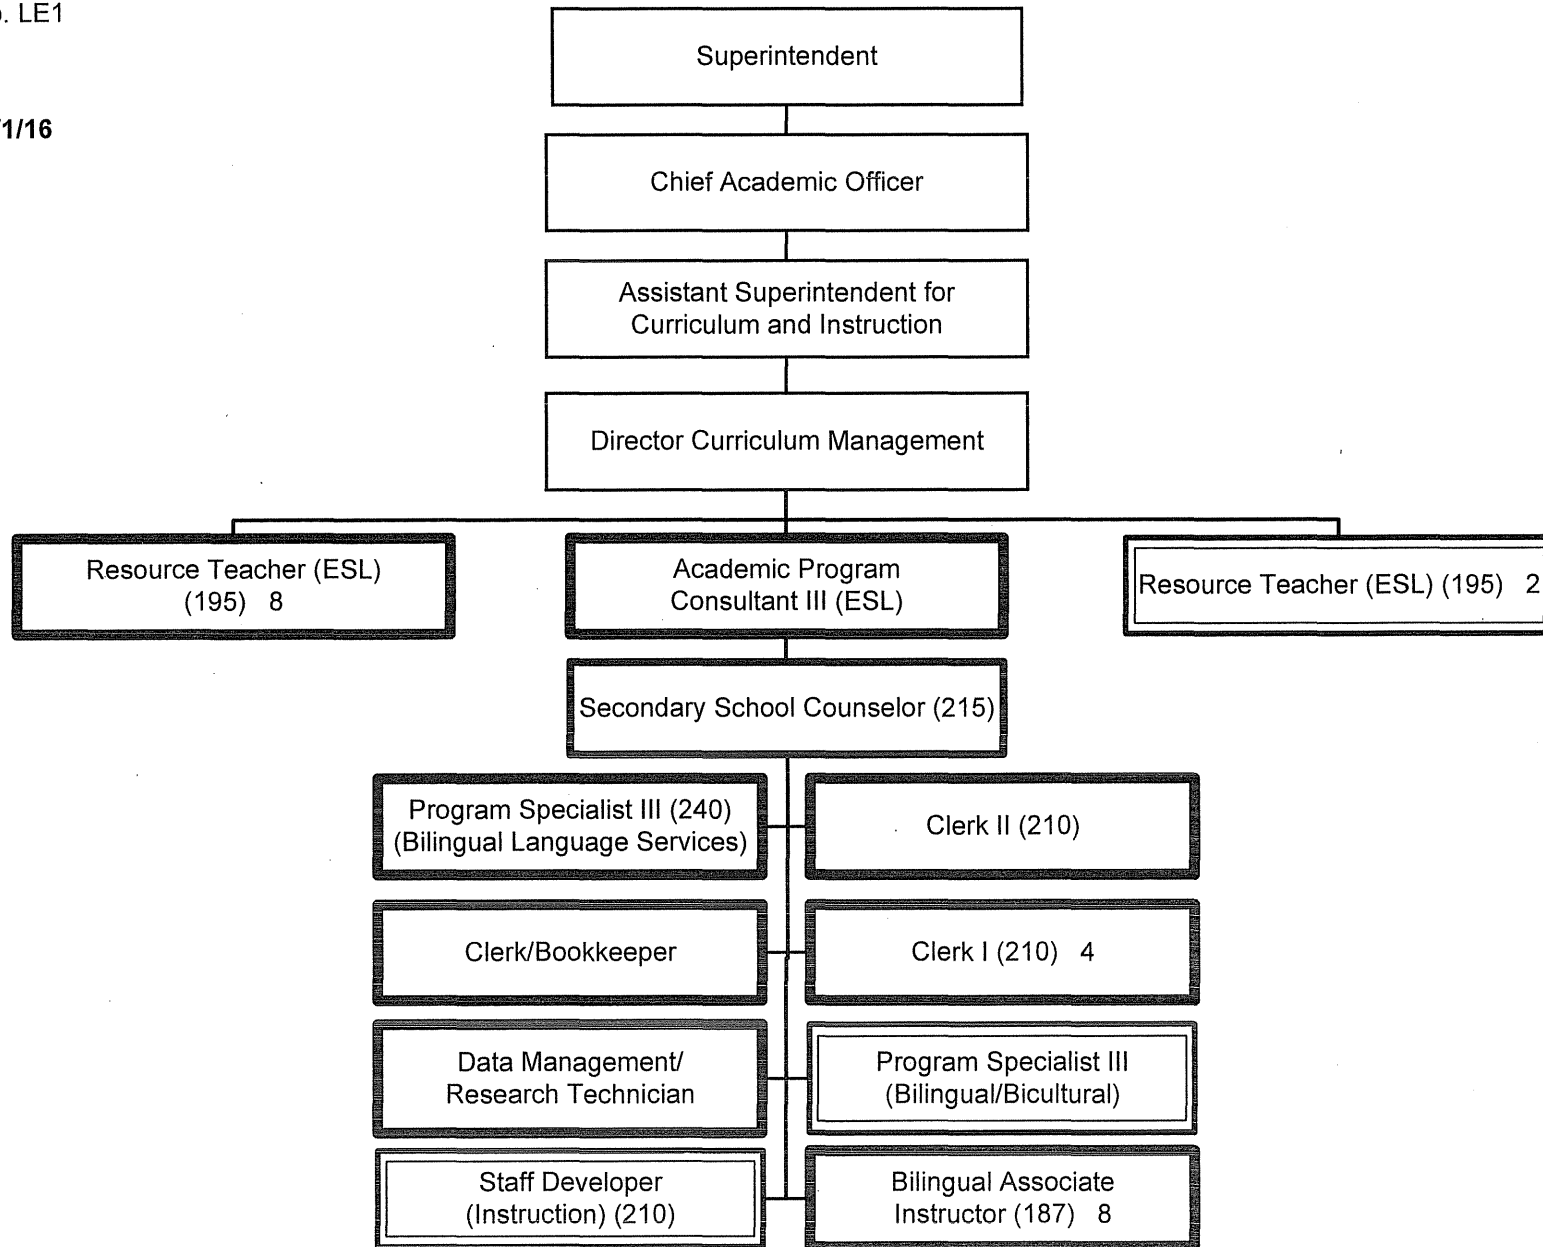 . LE1
/1/16
Superintendent
Chief Academic Officer
Assistant Superintendent for
Curriculum and Instruction
Director Curriculum Management
Resource Teacher (ESL)
(195) 8
Academic Program
Consultant III (ESL)
Resource Teacher (ESL) (195) 2
Secondary School Counselor (215)
Program Specialist III (240)
(Bilingual Language Services)
Clerk II (210)
Clerk/Bookkeeper
Clerk I (210) 4
Data Management/
Research Technician
Program Specialist III
(Bilingual/Bicultural)
Staff Developer
(Instruction) (210)
Bilingual Associate
Instructor (187) 8